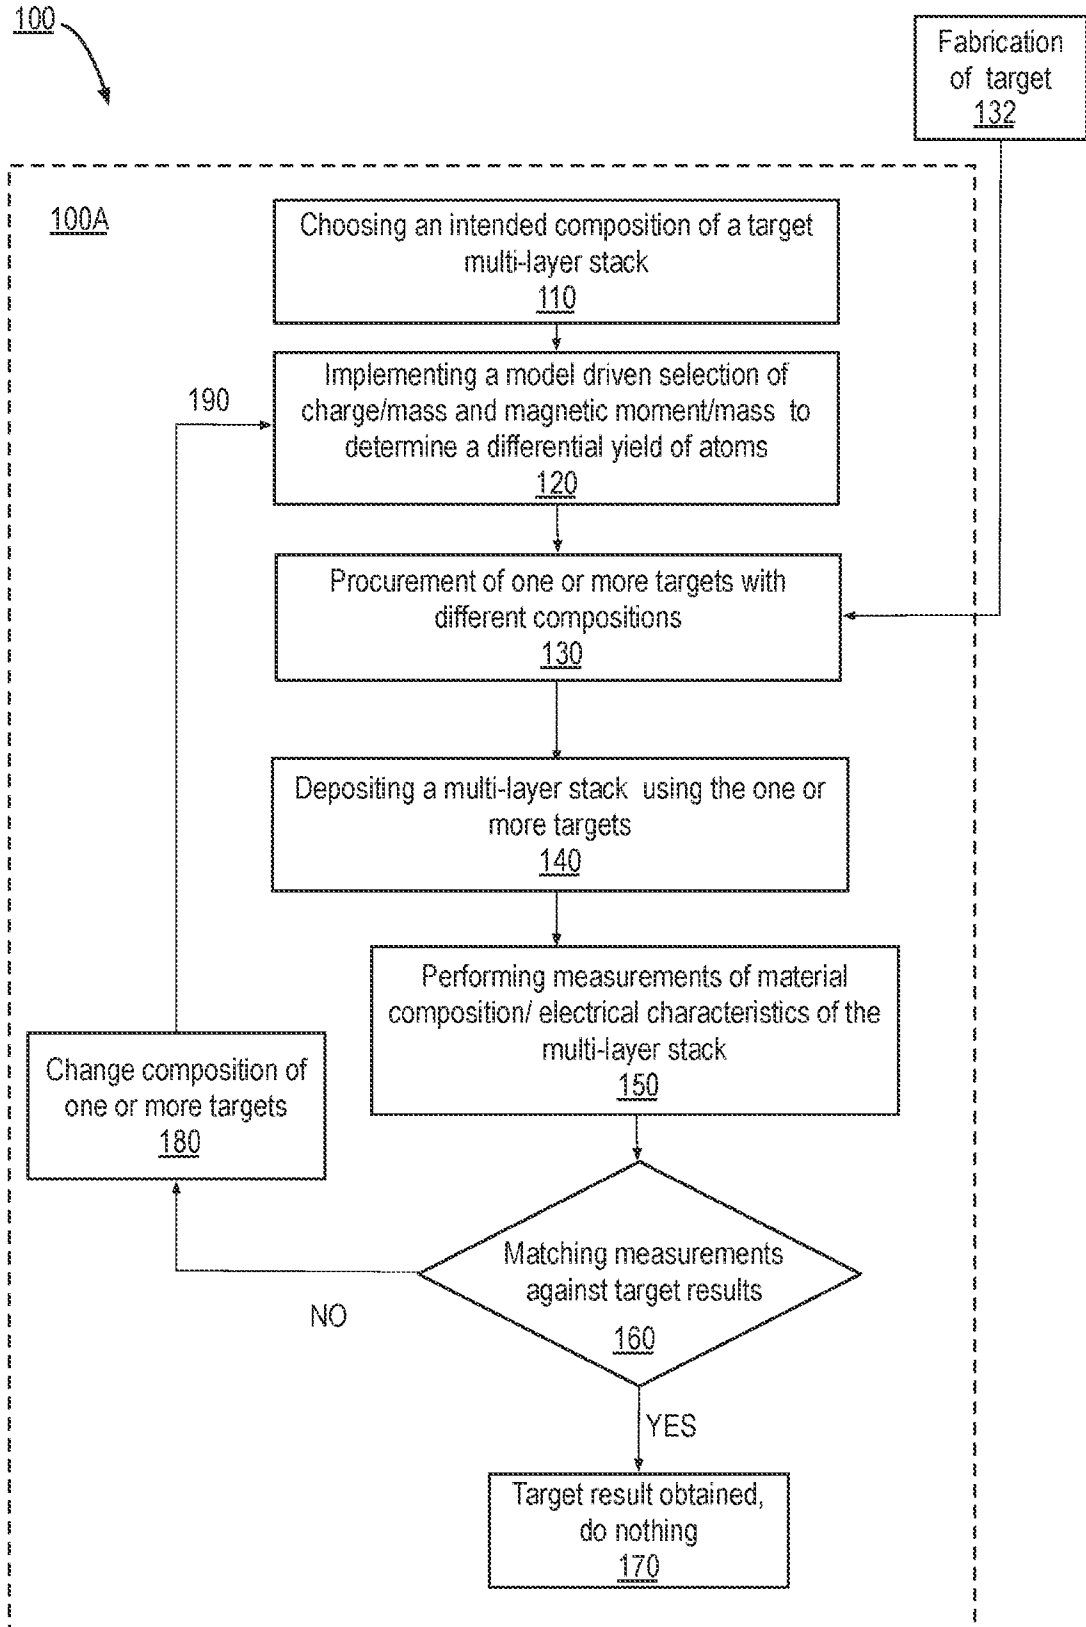 100
Fabrication
of target
132
100A
Choosing an intended composition of a target
multi-layer stack
110
Implementing a model driven selection of
charge/mass and magnetic moment/mass to
determine a differential yield of atoms
120
190
Procurement of one or more targets with
different compositions
130
Depositing a multi-layer stack using the one or
more targets
140
Performing measurements of material
composition/ electrical characteristics of the
multi-layer stack
150
Change composition of
one or more targets
180
Matching measurements
against target results
160
NO
YES
Target result obtained,
do nothing
170